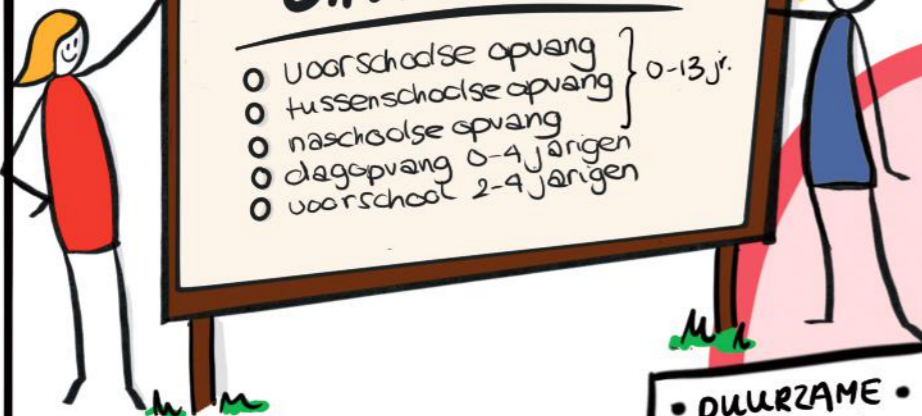 voorschoolse opvang
tussenschoolse opvang
naschoolse opvang
0-13 jr.
dagopvang 0-4 jarigen
voorschool 2-4 jarigen
• DUURZAME •